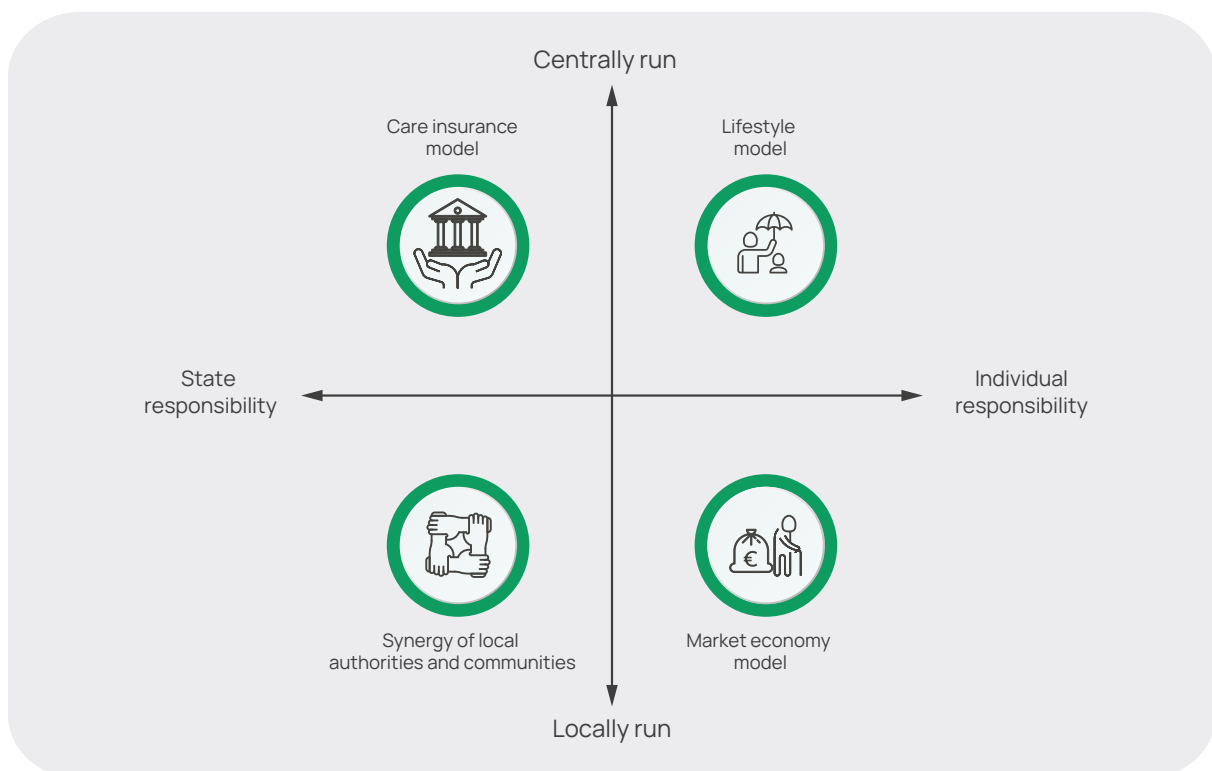 Centrally run
Care insurance
model
Lifestyle
model
State
responsibility
Individual
responsibility
€
Synergy of local
authorities and communities
Market economy
model
Locally run